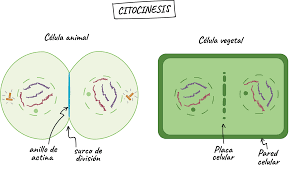 CITOCINESIS
Célula animal
Célula vegetal
anillo de
actina
surco de
división
Placa
celular
Pared
celular